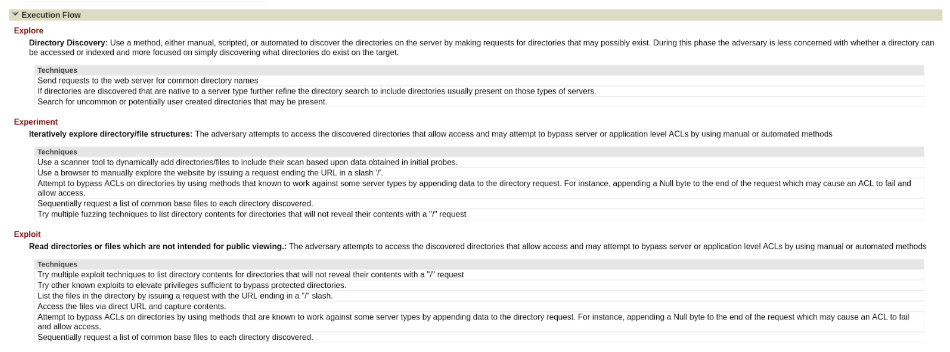 Execution Flow
Explore
Directory Discovery: Use a method, either manual, scripted, or automated to discover the directories on the server by making requests for directories that may possibly exist. During this phase the adversary is less concerned with whether a directory can
be accessed or indexed and more focused on simply discovering what directories do exist on the target.
Techniques
Send requests to the web server for common directory names
If directories are discovered that are native to a server type further refine the directory search to include directories usually present on those types of servers.
Search for uncommon or potentially user created directories that may be present.
Experiment
Iteratively explore directory/file structures: The adversary attempts to access the discovered directories that allow access and may attempt to bypass server or application level ACLs by using manual or automated methods
Techniques
Use a scanner tool to dynamically add directories/files to include their scan based upon data obtained in initial probes.
Use a browser to manually explore the website by issuing a request ending the URL in a slash '/'.
Attempt to bypass ACLs on directories by using methods that known to work against some server types by appending data to the directory request. For instance, appending a Null byte to the end of the request which may cause an ACL to fail and
allow access.
Sequentially request a list of common base files to each directory discovered.
Try multiple fuzzing techniques to list directory contents for directories that will not reveal their contents with a "/" request
Exploit
Read directories or files which are not intended for public viewing.: The adversary attempts to access the discovered directories that allow access and may attempt to bypass server or application level ACLs by using manual or automated methods
Techniques
Try multiple exploit techniques to list directory contents for directories that will not reveal their contents with a "/" request
Try other known exploits to elevate privileges sufficient to bypass protected directories.
List the files in the directory by issuing a request with the URL ending in a "/" slash.
Access the files via direct URL and capture contents.
Attempt to bypass ACLs on directories by using methods that are known to work against some server types by appending data to the directory request. For instance, appending a Null byte to the end of the request which may cause an ACL to fail
and allow access.
Sequentially request a list of common base files to each directory discovered.